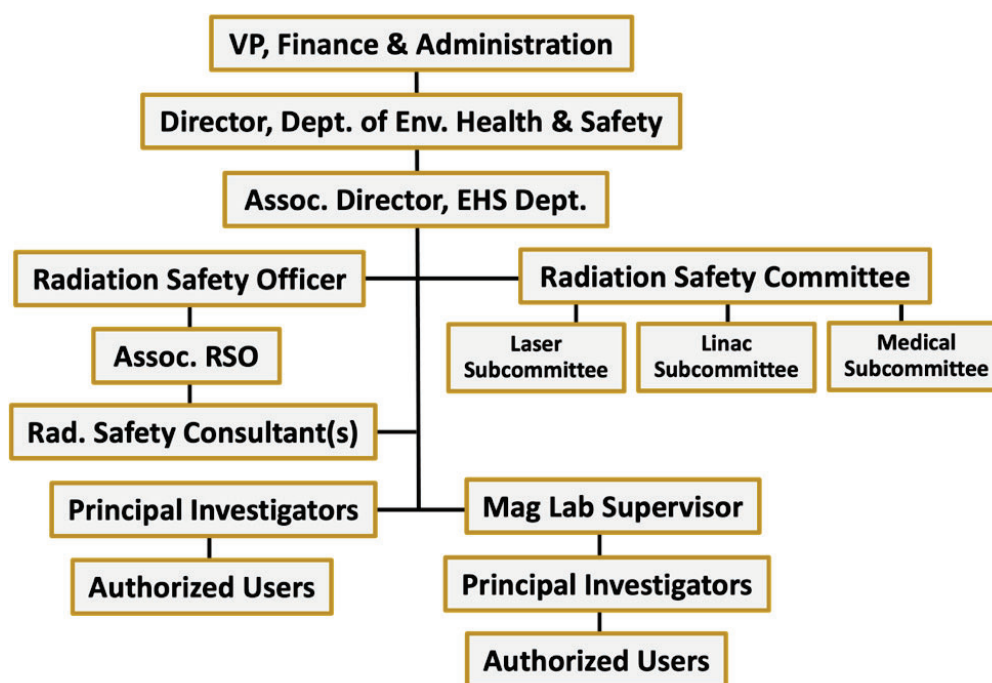 VP, Finance & Administration
Director, Dept. of Env. Health & Safety
Assoc. Director, EHS Dept.
Radiation Safety Officer
Radiation Safety Committee
Laser
Subcommittee
Linac
Subcommittee
Medical
Subcommittee
Assoc. RSO
Rad. Safety Consultant(s)
Principal Investigators
Mag Lab Supervisor
Authorized Users
Principal Investigators
Authorized Users